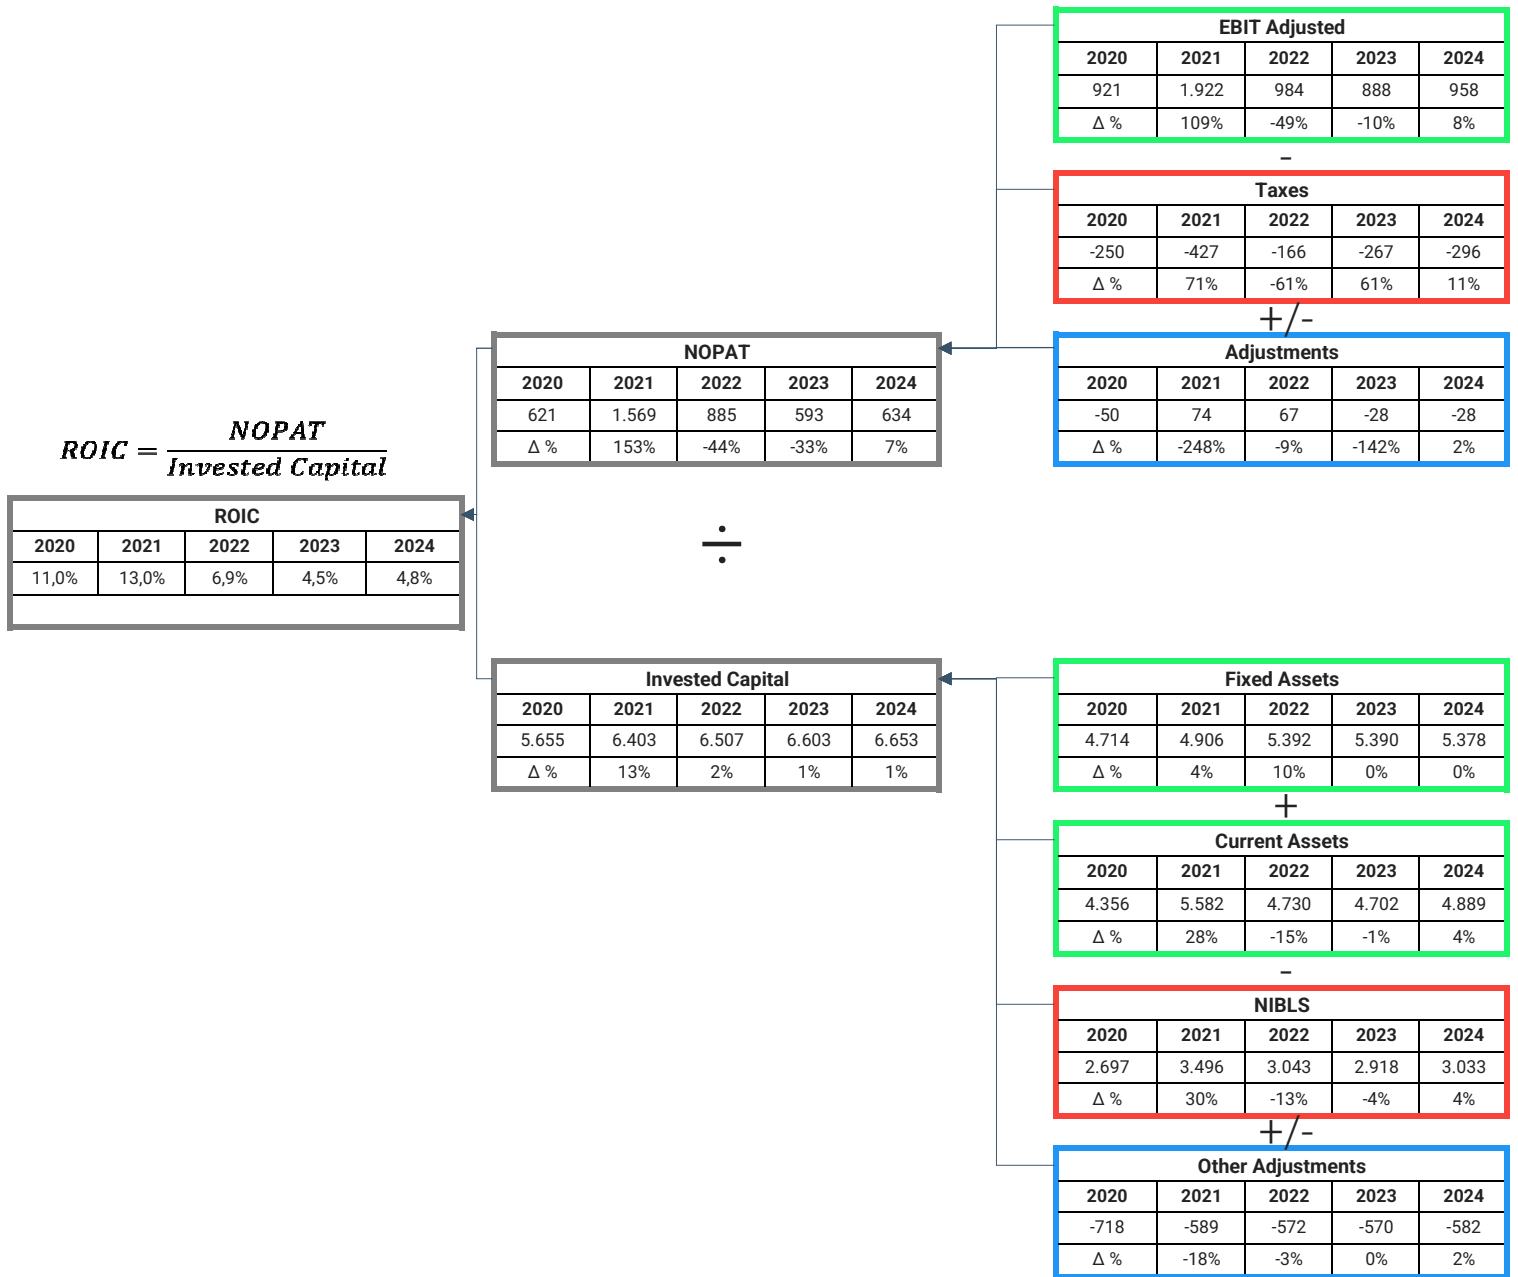 EBIT Adjusted
2020 2021 2022 2023 2024
921 1.922 984 888 958
Δ % 109% -49% -10% 8%
-
Taxes
2020 2021 2022 2023 2024
-250 -427 -166 -267 -296
Δ % 71% -61% 61% 11%
+/-
NOPAT
2020 2021 2022 2023 2024
621 1.569 885 593 634
Δ % 153% -44% -33% 7%
Adjustments
2020 2021 2022 2023 2024
-50 74 67 -28 -28
Δ % -248% -9% -142% 2%
ROIC = NOPAT / Invested Capital
ROIC
2020 2021 2022 2023 2024
11,0% 13,0% 6,9% 4,5% 4,8%
÷
Invested Capital
2020 2021 2022 2023 2024
5.655 6.403 6.507 6.603 6.653
Δ % 13% 2% 1% 1%
Fixed Assets
2020 2021 2022 2023 2024
4.714 4.906 5.392 5.390 5.378
Δ % 4% 10% 0% 0%
+
Current Assets
2020 2021 2022 2023 2024
4.356 5.582 4.730 4.702 4.889
Δ % 28% -15% -1% 4%
-
NIBLS
2020 2021 2022 2023 2024
2.697 3.496 3.043 2.918 3.033
Δ % 30% -13% -4% 4%
+/-
Other Adjustments
2020 2021 2022 2023 2024
-718 -589 -572 -570 -582
Δ % -18% -3% 0% 2%